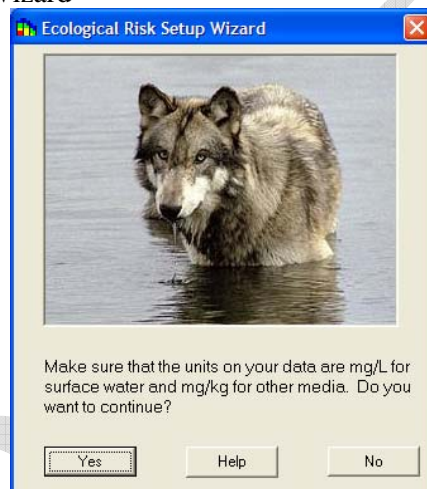 Ecological Risk Setup Wizard
Make sure that the units on your data are mg/L for
surface water and mg/kg for other media. Do you
want to continue?
Yes
Help
No